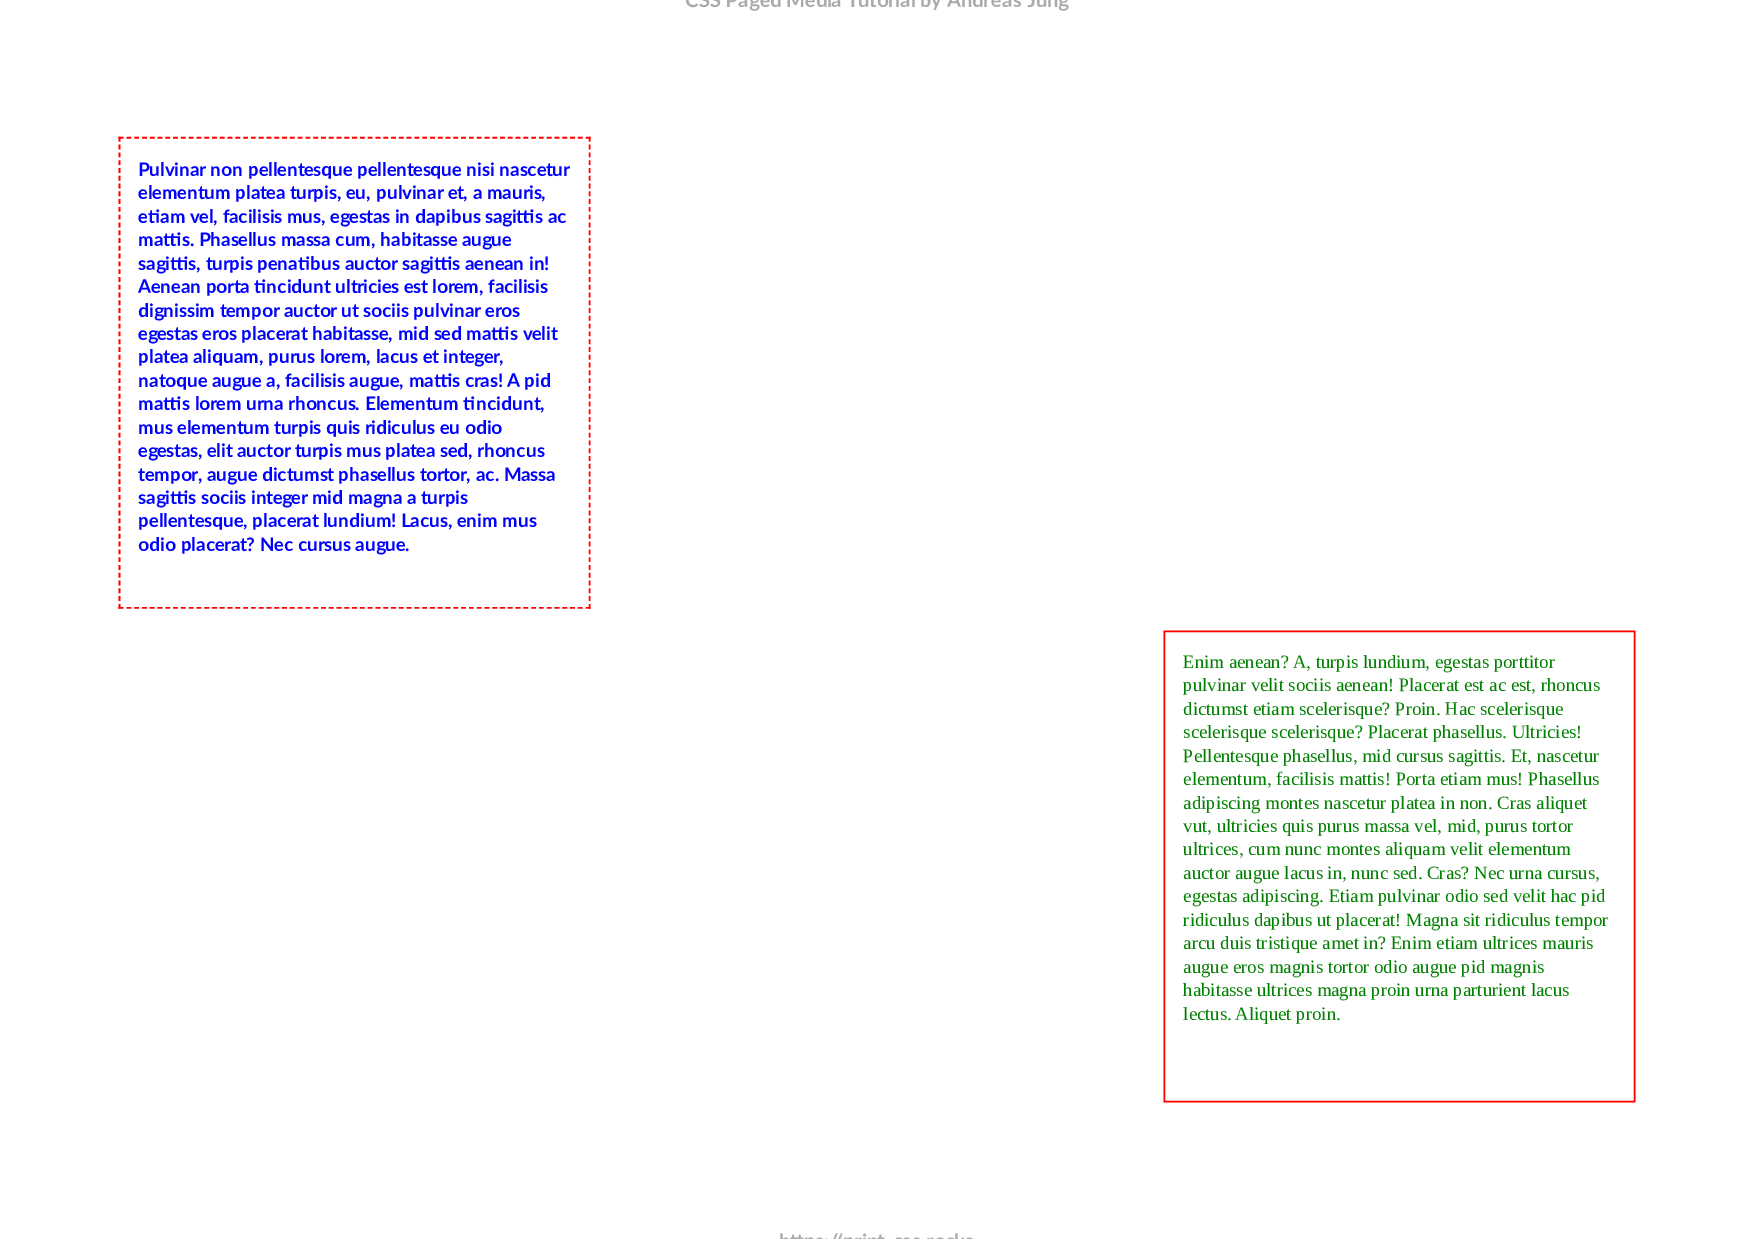 CSS Paged Media Tutorial by Andreas Jung
Pulvinar non pellentesque pellentesque nisi nascetur
elementum platea turpis, eu, pulvinar et, a mauris,
etiam vel, facilisis mus, egestas in dapibus sagittis ac
mattis. Phasellus massa cum, habitasse augue
sagittis, turpis penatibus auctor sagittis aenean in!
Aenean porta tincidunt ultricies est lorem, facilisis
dignissim tempor auctor ut sociis pulvinar eros
egestas eros placerat habitasse, mid sed mattis velit
platea aliquam, purus lorem, lacus et integer,
natoque augue a, facilisis augue, mattis cras! A pid
mattis lorem urna rhoncus. Elementum tincidunt,
mus elementum turpis quis ridiculus eu odio
egestas, elit auctor turpis mus platea sed, rhoncus
tempor, augue dictumst phasellus tortor, ac. Massa
sagittis sociis integer mid magna a turpis
pellentesque, placerat lundium! Lacus, enim mus
odio placerat? Nec cursus augue.
Enim aenean? A, turpis lundium, egestas porttitor
pulvinar velit sociis aenean! Placerat est ac est, rhoncus
dictumst etiam scelerisque? Proin. Hac scelerisque
scelerisque scelerisque? Placerat phasellus. Ultricies!
Pellentesque phasellus, mid cursus sagittis. Et, nascetur
elementum, facilisis mattis! Porta etiam mus! Phasellus
adipiscing montes nascetur platea in non. Cras aliquet
vut, ultricies quis purus massa vel, mid, purus tortor
ultrices, cum nunc montes aliquam velit elementum
auctor augue lacus in, nunc sed. Cras? Nec urna cursus,
egestas adipiscing. Etiam pulvinar odio sed velit hac pid
ridiculus dapibus ut placerat! Magna sit ridiculus tempor
arcu duis tristique amet in? Enim etiam ultrices mauris
augue eros magnis tortor odio augue pid magnis
habitasse ultrices magna proin urna parturient lacus
lectus. Aliquet proin.
https://print-css.rocks